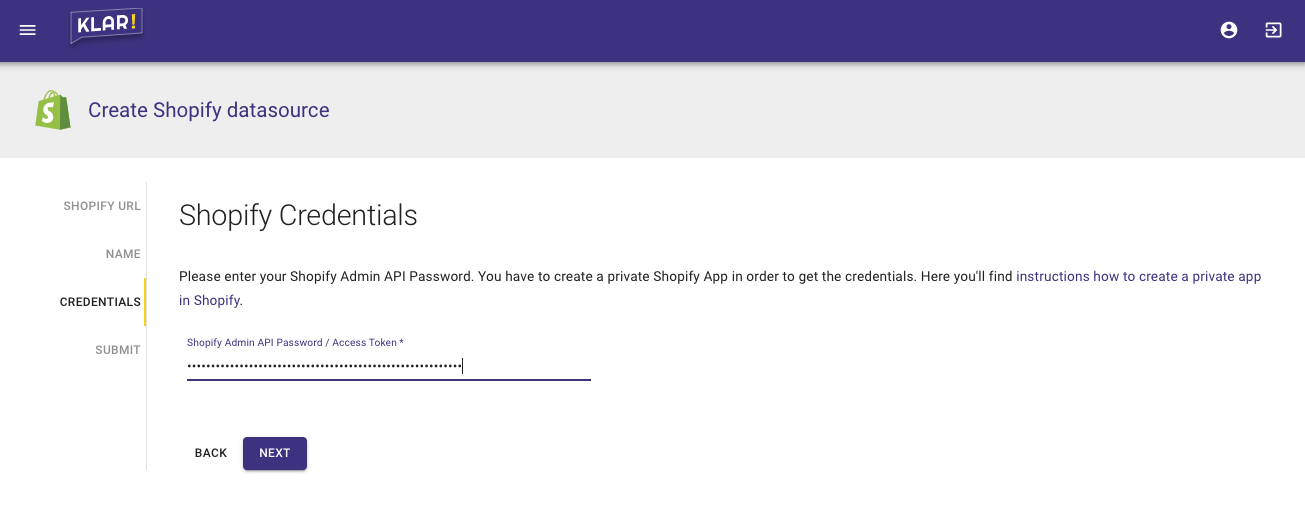 KLAR!
Create Shopify datasource
SHOPIFY URL
NAME
CREDENTIALS
SUBMIT
Shopify Credentials
Please enter your Shopify Admin API Password. You have to create a private Shopify App in order to get the credentials. Here you'll find instructions how to create a private app
in Shopify.
Shopify Admin API Password / Access Token *
BACK
NEXT